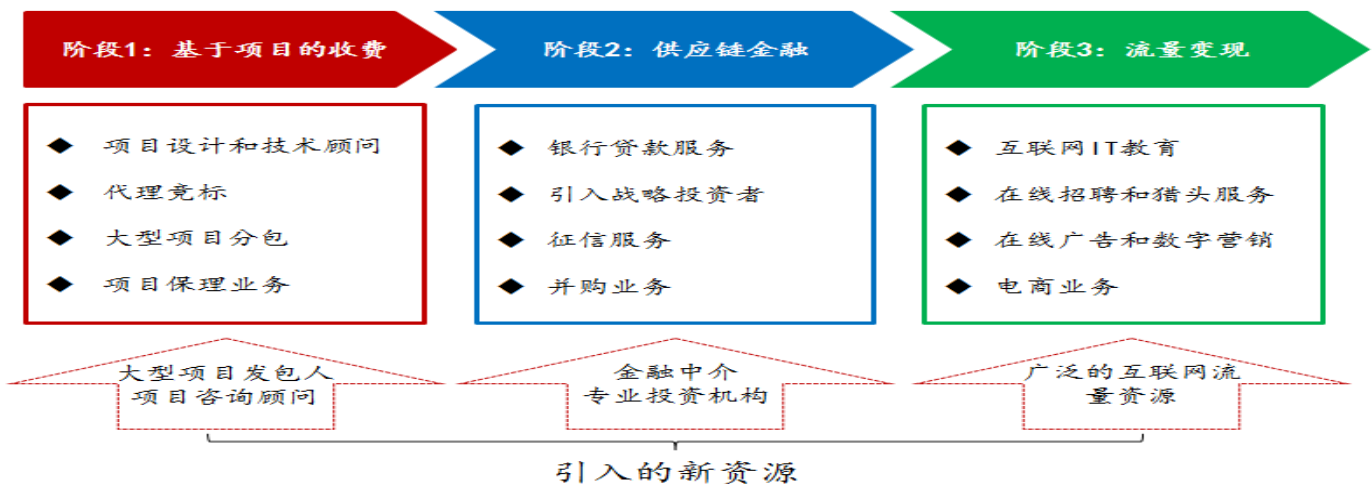 阶段1: 基于项目的收费
阶段2: 供应链金融
阶段3: 流量变现
项目设计和技术顾问
代理竞标
大型项目分包
项目保理业务
银行贷款服务
引入战略投资者
征信服务
并购业务
互联网IT教育
在线招聘和猎头服务
在线广告和数字营销
电商业务
大型项目发包人
项目咨询顾问
金融中介
专业投资机构
广泛的互联网流
量资源
引入的新资源